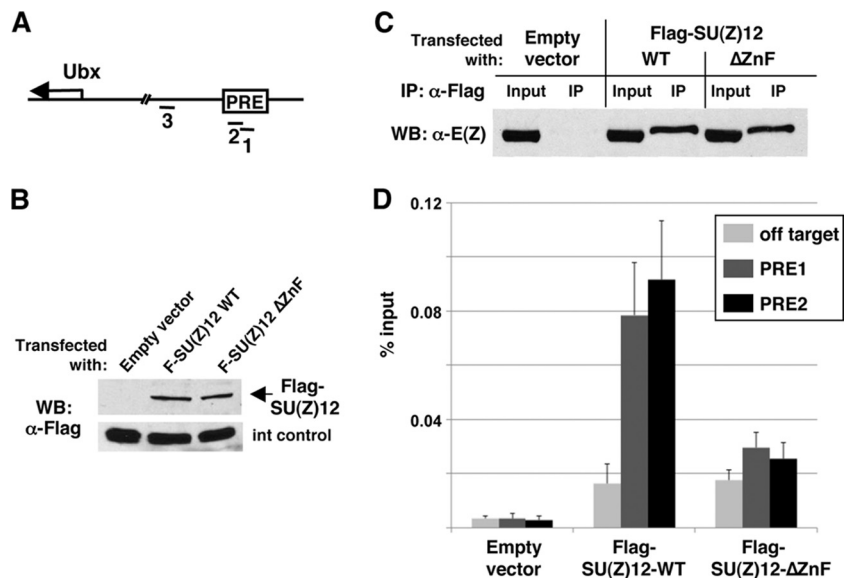 A
Ubx
PRE
3
2
1
B
Transfected
with:
Empty vector
F-SU(Z)12 WT
F-SU(Z)12 ΔZnF
WB:
α-Flag
Flag-
SU(Z)12
int control
C
Transfected
with:
Empty
vector
Flag-SU(Z)12
WT
ΔZnF
IP: α-Flag
Input
IP
Input
IP
Input
IP
WB: α-E(Z)
D
% input
0.12
0.08
0.04
off target
PRE1
PRE2
Empty
vector
Flag-
SU(Z)12-WT
Flag-
SU(Z)12-ΔZnF